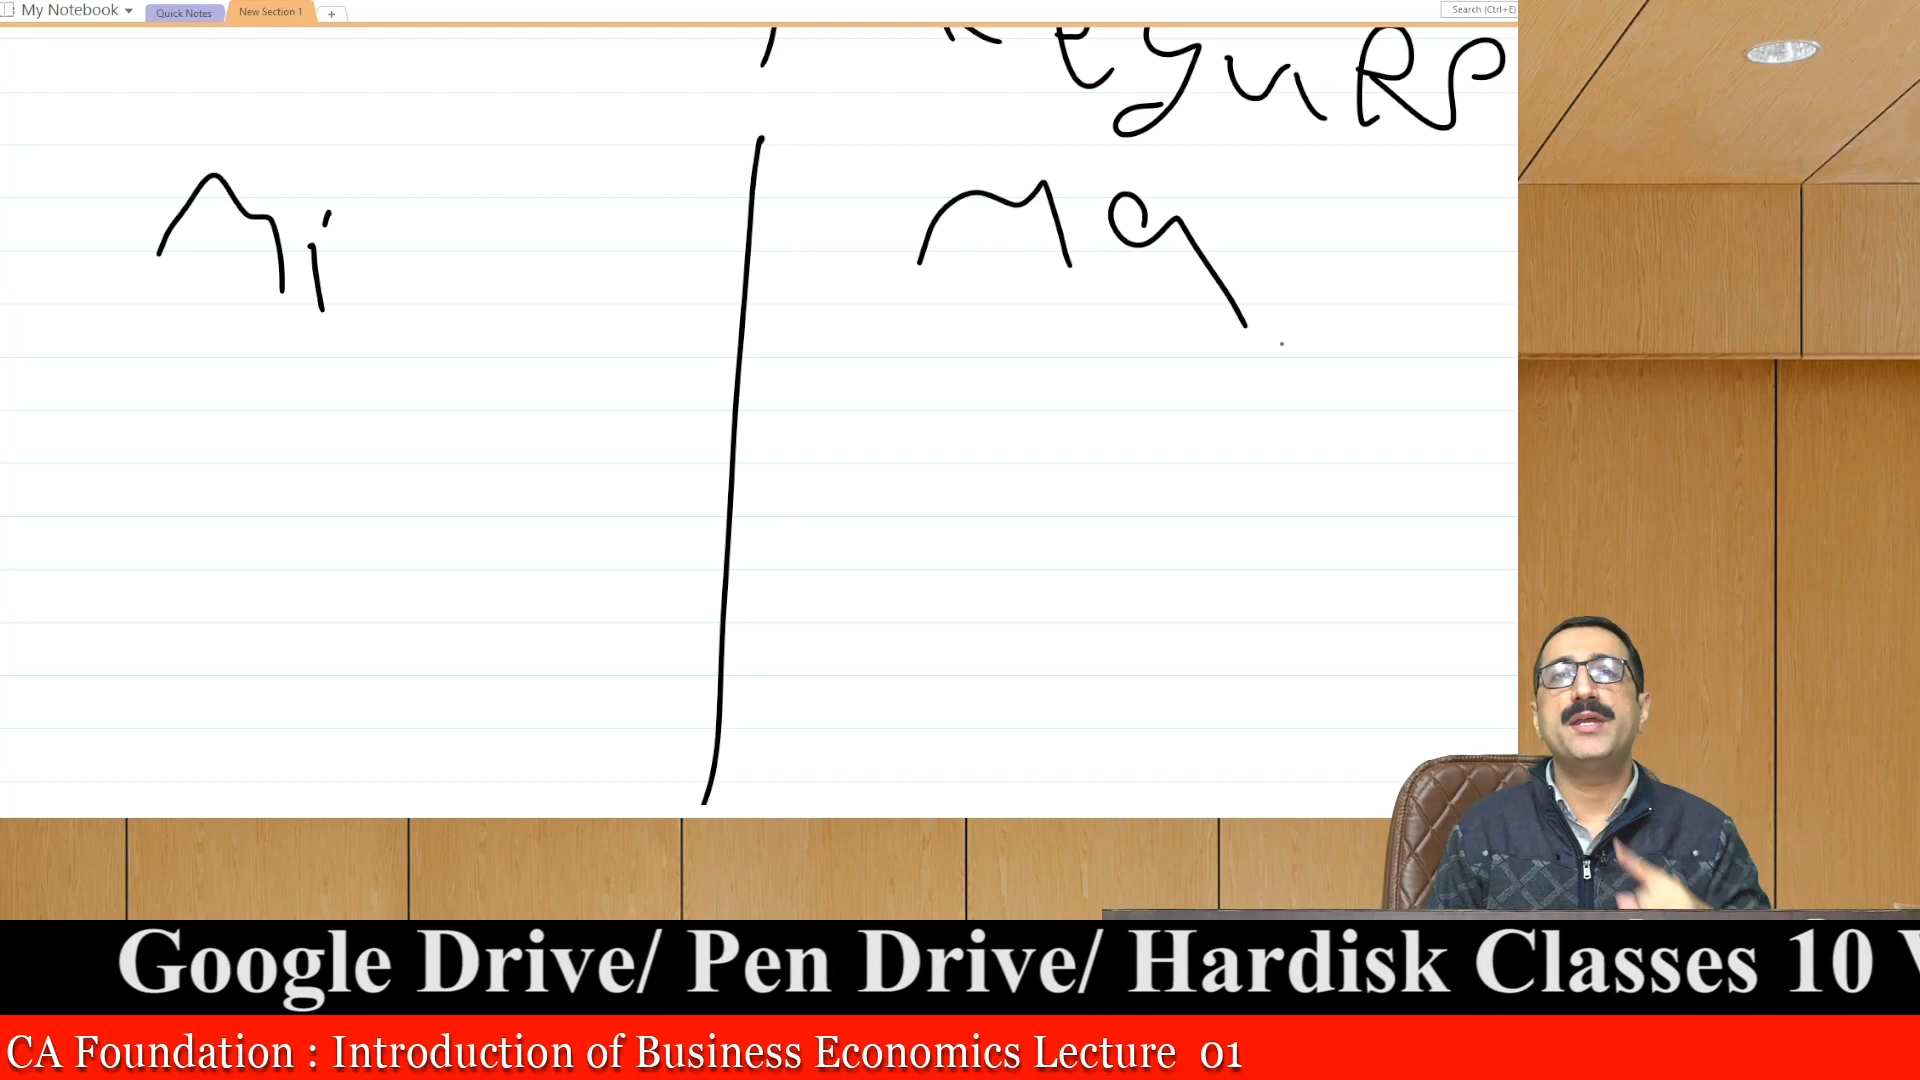 My Notebook Quick Notes New Section 1 + Search (Ctrl+E)
Mi Ma
Google Drive/ Pen Drive/ Hardisk Classes 10
CA Foundation : Introduction of Business Economics Lecture 01